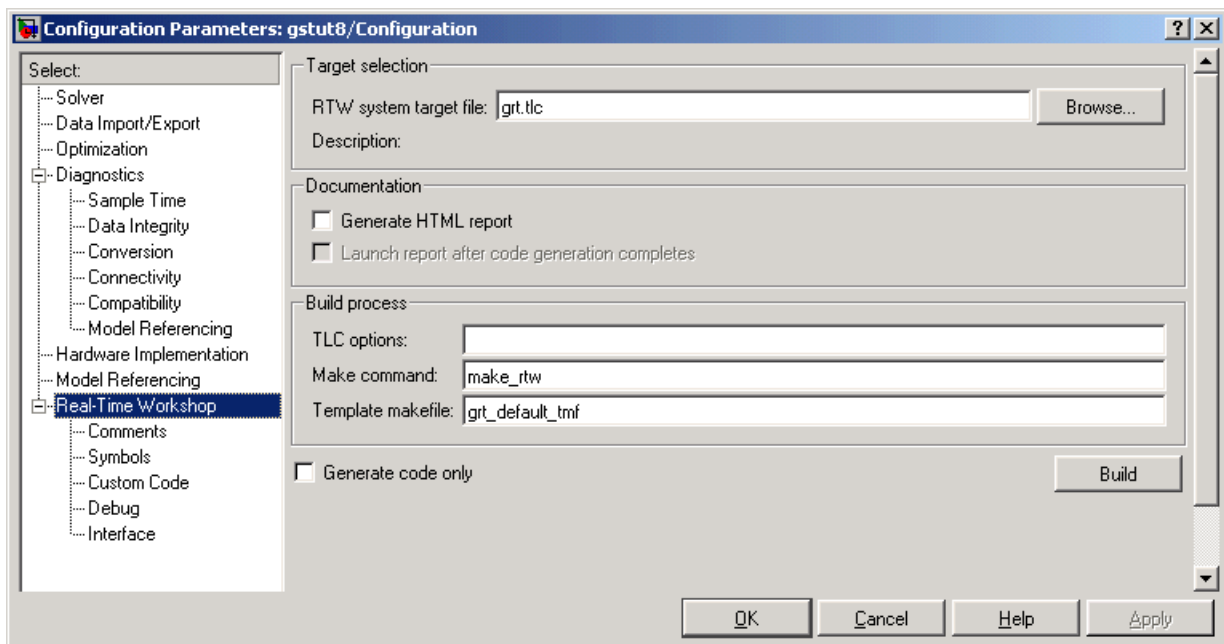 Configuration Parameters: gstut8/Configuration
Select:
Solver
Data Import/Export
Optimization
Diagnostics
Sample Time
Data Integrity
Conversion
Connectivity
Compatibility
Model Referencing
Hardware Implementation
Model Referencing
Real-Time Workshop
Comments
Symbols
Custom Code
Debug
Interface
Target selection
RTW system target file: grt.tlc Browse...
Description:
Documentation
Generate HTML report
Launch report after code generation completes
Build process
TLC options:
Make command: make_rtw
Template makefile: grt_default_tmf
Generate code only Build
OK Cancel Help Apply